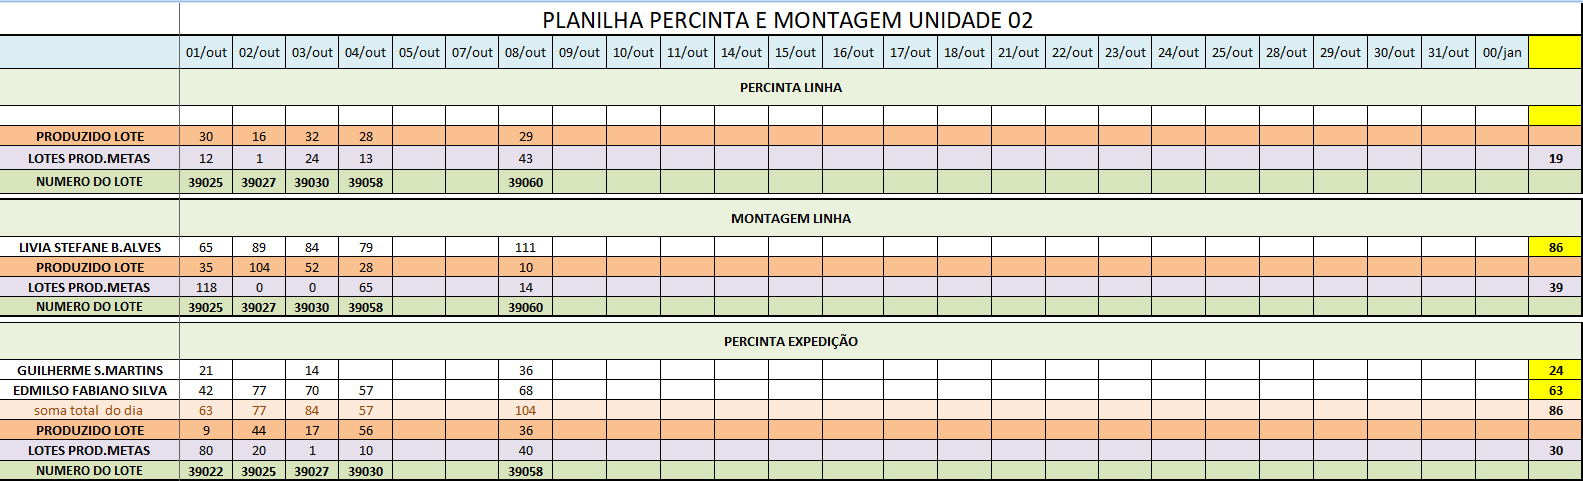 PLANILHA PERCINTA E MONTAGEM UNIDADE 02
01/out 02/out 03/out 04/out 05/out 07/out 08/out 09/out 10/out 11/out 14/out 15/out 16/out 17/out 18/out 21/out 22/out 23/out 24/out 25/out 28/out 29/out 30/out 31/out 00/jan
PERCINTA LINHA
PRODUZIDO LOTE 30 16 32 28 29
LOTES PROD.METAS 12 1 24 13 43 19
NUMERO DO LOTE 39025 39027 39030 39058 39060
MONTAGEM LINHA
LIVIA STEFANE B.ALVES 65 89 84 79 111 86
PRODUZIDO LOTE 35 104 52 28 10
LOTES PROD.METAS 118 0 0 65 14 39
NUMERO DO LOTE 39025 39027 39030 39058 39060
PERCINTA EXPEDIÇÃO
GUILHERME S.MARTINS 21 14 36 24
EDMILSO FABIANO SILVA 42 77 70 57 68 63
soma total do dia 63 77 84 57 104 86
PRODUZIDO LOTE 9 44 17 56 36
LOTES PROD.METAS 80 20 1 10 40 30
NUMERO DO LOTE 39022 39025 39027 39030 39058